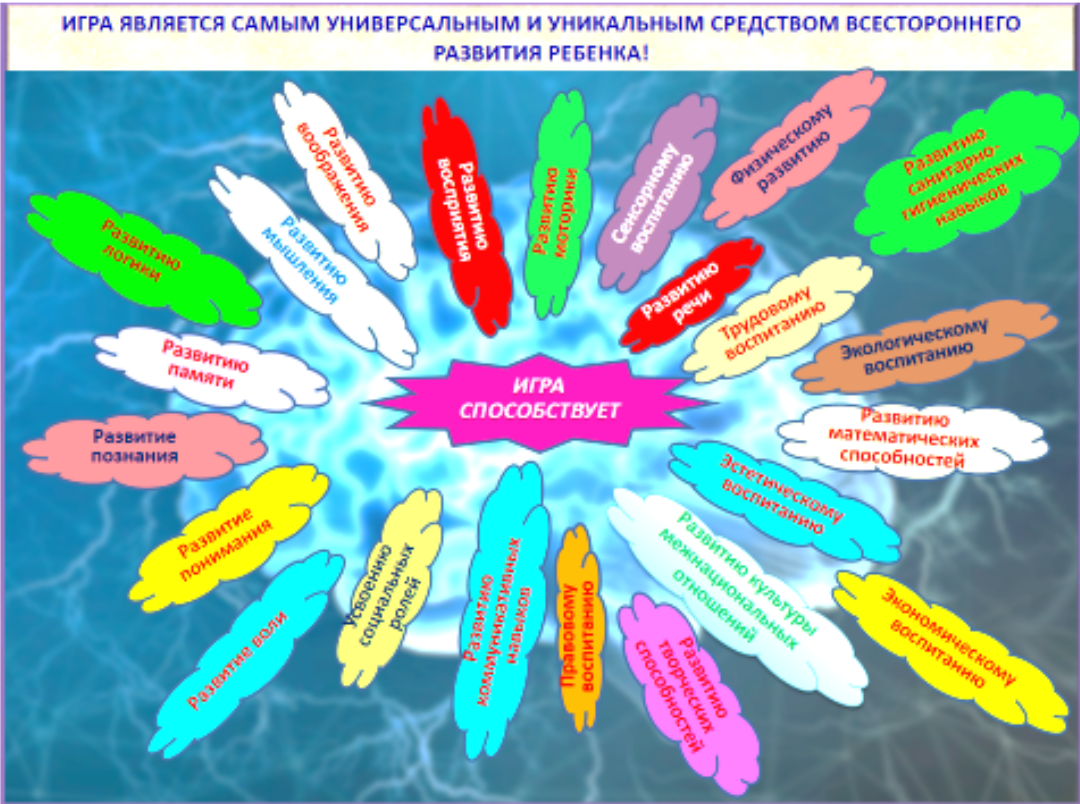 ИГРА ЯВЛЯЕТСЯ САМЫМ УНИВЕРСАЛЬНЫМ И УНИКАЛЬНЫМ СРЕДСТВОМ ВСЕСТОРОННЕГО
РАЗВИТИЯ РЕБЕНКА!
Развитию
воображения
Развитию
восприятия
Развитию
моторики
Сенсорному
воспитанию
Физическому
развитию
Развитию
санитарно-
гигиенических
навыков
Развитию
логики
Развитию
мышления
Развитию
речи
Трудовому
воспитанию
Экологическому
воспитанию
Развитию
памяти
ИГРА
СПОСОБСТВУЕТ
Развитию
математических
способностей
Развитие
познания
Эстетическому
воспитанию
Развитие
понимания
Усвоению
социальных
ролей
Развитию
коммуникативных
навыков
Правовому
воспитанию
Развитию культуры
межнациональных
отношений
Экономическому
воспитанию
Развитие воли
Развитию
творческих
способностей